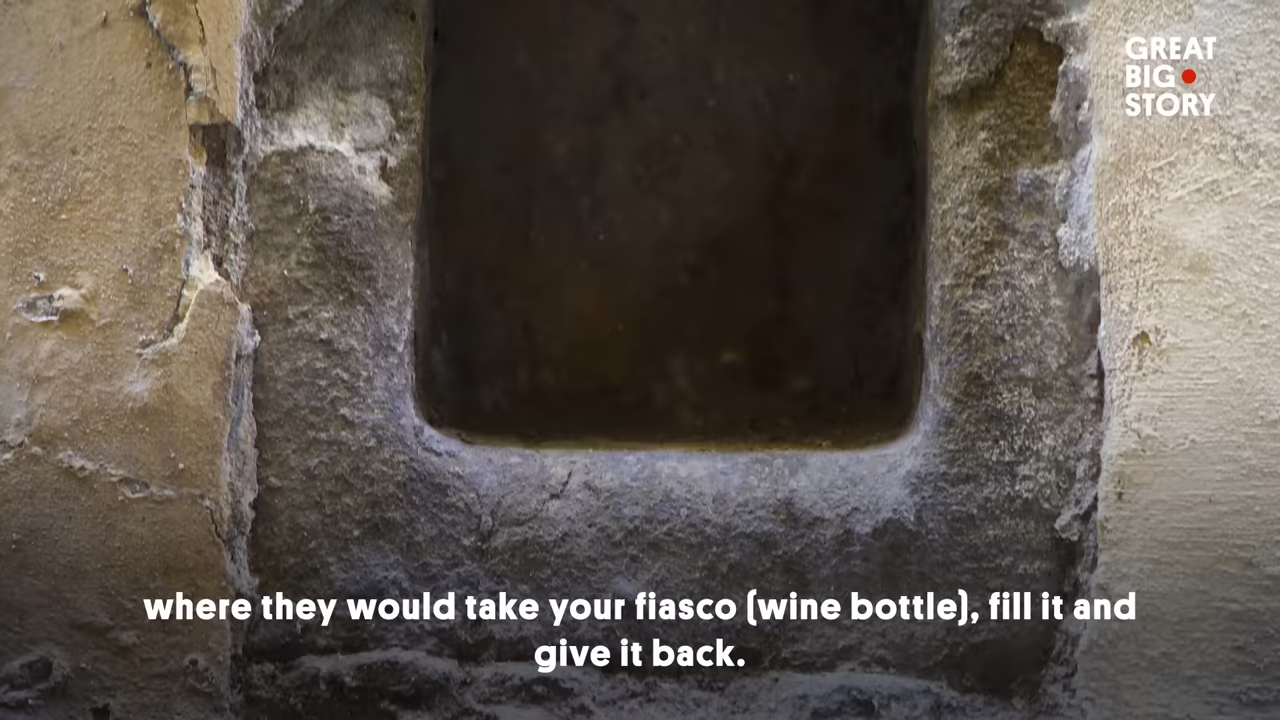 GREAT
BIG
STORY
where they would take your fiasco (wine bottle), fill it and
give it back.